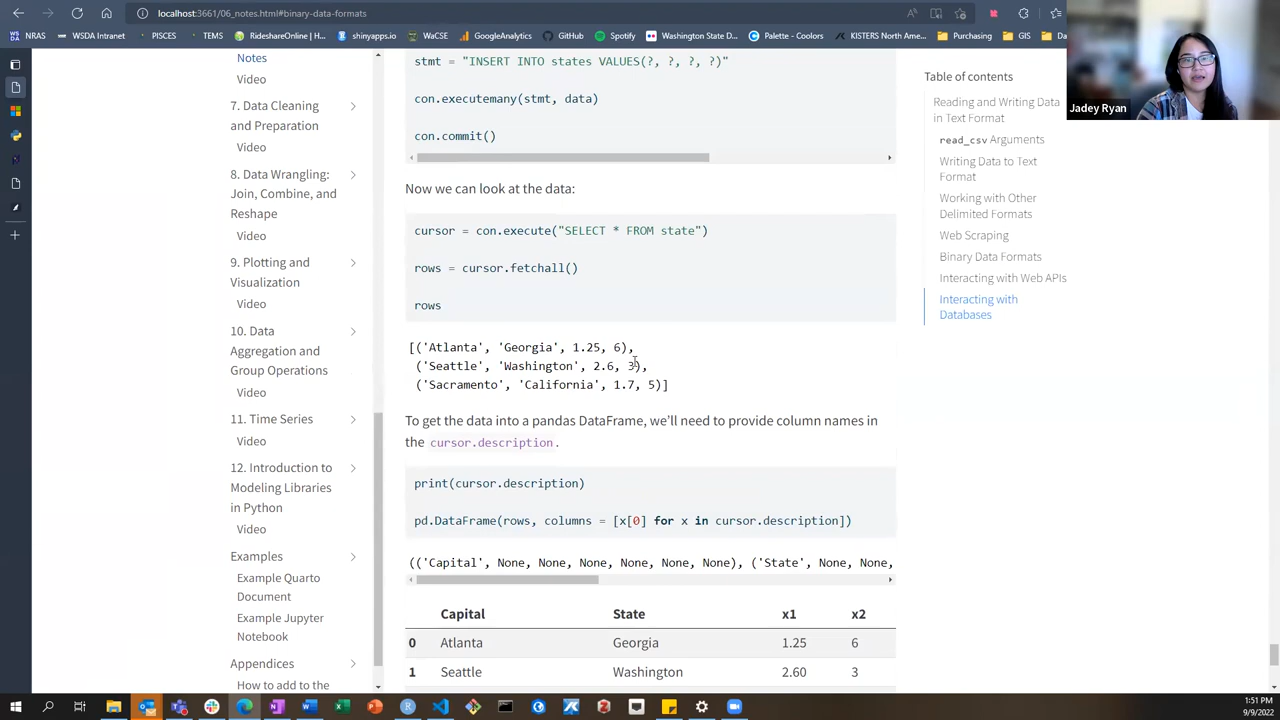 localhost:3661/06_notes.html#binary-data-formats
NRAS
WSDA Intranet
PISCES
TEMS
RideshareOnline | H...
shinyapps.io
WaCSE
GoogleAnalytics
GitHub
Spotify
Washington State D...
Palette - Coolors
KISTERS North Ame...
Purchasing
GIS
Da
Notes
Video
7. Data Cleaning
and Preparation
Video
8. Data Wrangling:
Join, Combine, and
Reshape
Video
9. Plotting and
Visualization
Video
10. Data
Aggregation and
Group Operations
Video
11. Time Series
Video
12. Introduction to
Modeling Libraries
in Python
Video
Examples
Example Quarto
Document
Example Jupyter
Notebook
Appendices
How to add to the
stmt = "INSERT INTO states VALUES(?, ?, ?, ?)"
con.executemany(stmt, data)
con.commit()
Now we can look at the data:
cursor = con.execute("SELECT * FROM state")
rows = cursor.fetchall()
rows
[('Atlanta', 'Georgia', 1.25, 6),
('Seattle', 'Washington', 2.6, 3),
('Sacramento', 'California', 1.7, 5)]
To get the data into a pandas DataFrame, we'll need to provide column names in
the cursor.description.
print(cursor.description)
pd.DataFrame(rows, columns = [x[0] for x in cursor.description])
(('Capital', None, None, None, None, None, None), ('State', None, None,
Capital State x1 x2
0 Atlanta Georgia 1.25 6
1 Seattle Washington 2.60 3
Table of contents
Reading and Writing Data
in Text Format
read_csv Arguments
Writing Data to Text
Format
Working with Other
Delimited Formats
Web Scraping
Binary Data Formats
Interacting with Web APIs
Interacting with
Databases
Jadey Ryan
1:51 PM
9/9/2022